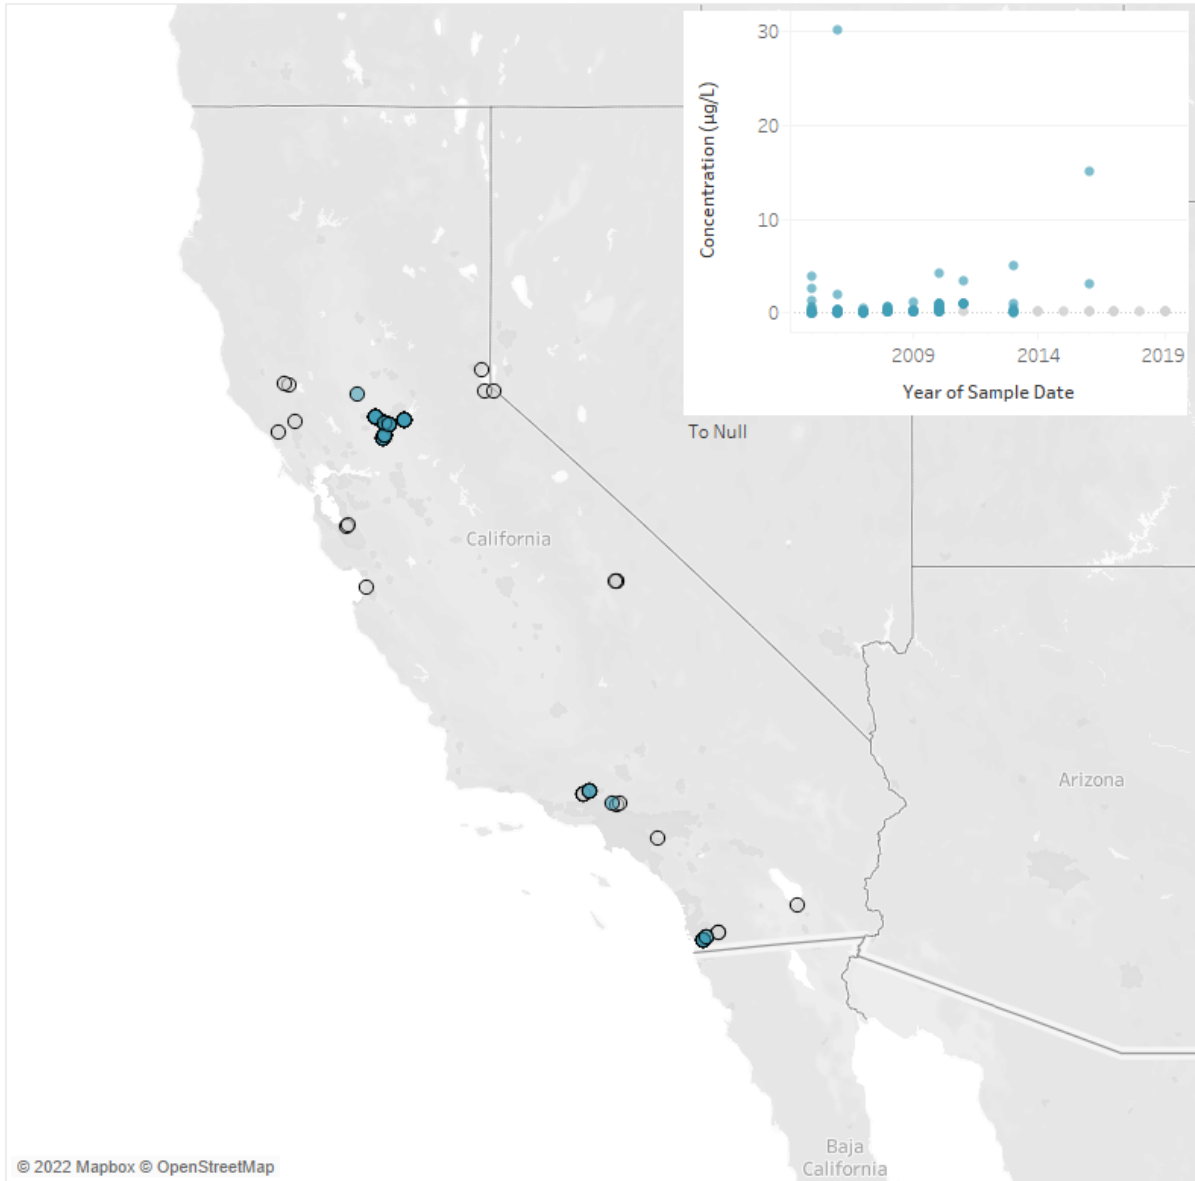 30
20
10
0
Concentration (µg/L)
2009 2014 2019
Year of Sample Date
To Null
California
Arizona
Baja
California
© 2022 Mapbox © OpenStreetMap